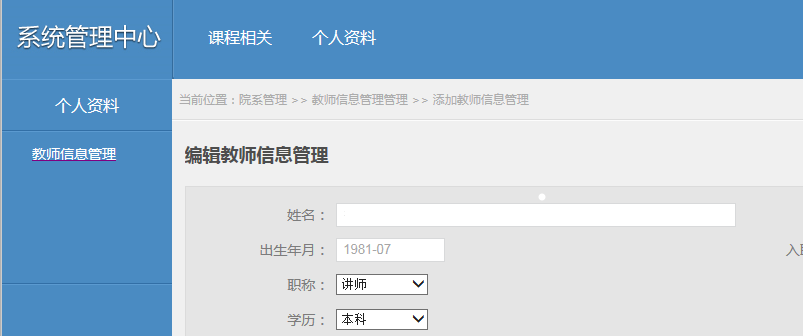 系统管理中心
课程相关
个人资料
个人资料
教师信息管理
当前位置：院系管理 >> 教师信息管理管理 >> 添加教师信息管理
编辑教师信息管理
姓名：
出生年月： 1981-07
入
职称： 讲师
学历： 本科